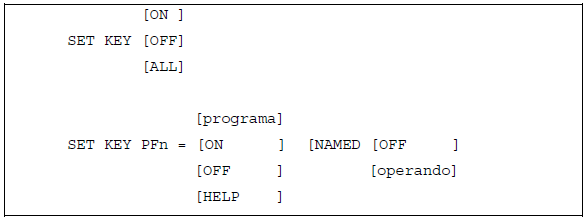 [ON ]
SET KEY [OFF]
[ALL]
[programa]
SET KEY PFn = [ON ] [NAMED [OFF ]
[OFF ] [operando]
[HELP ]